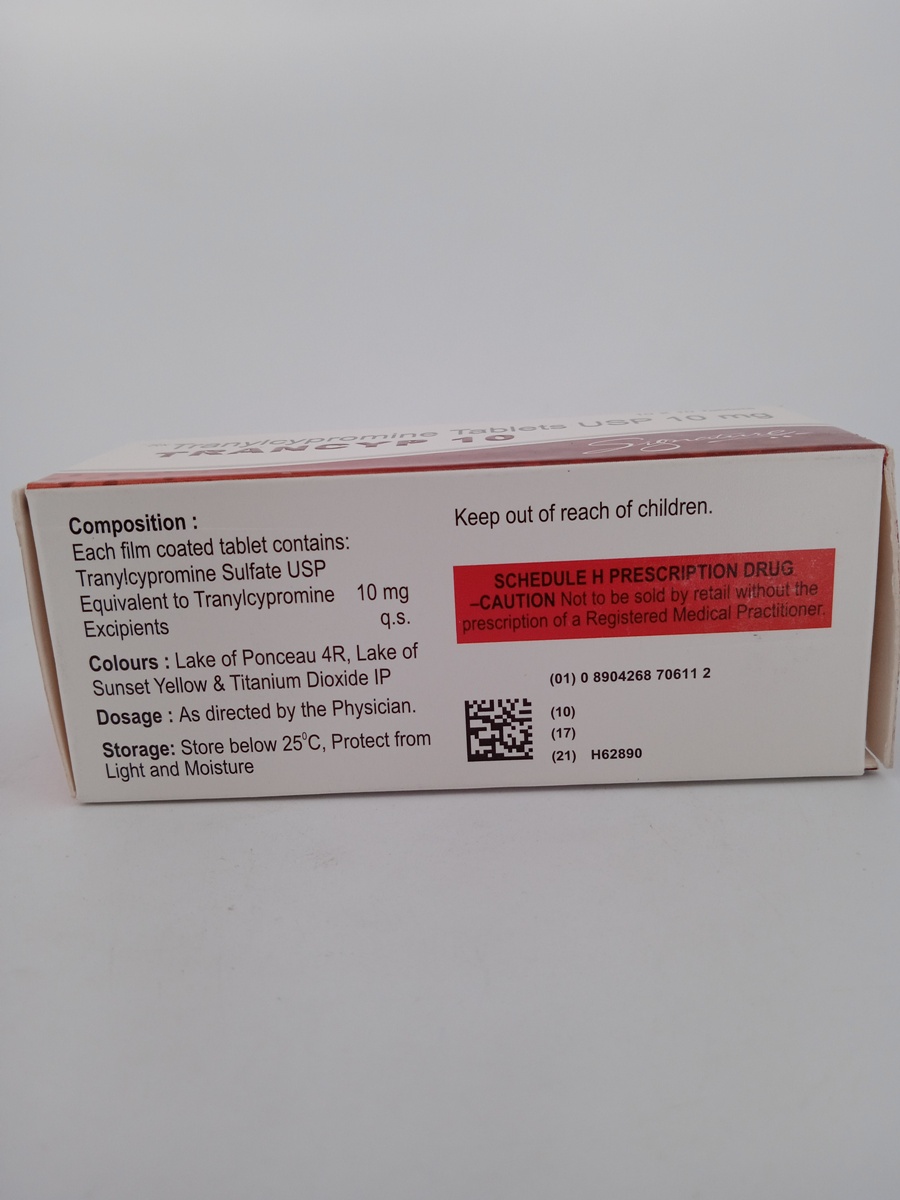 Tranylcypromine Tablets USP 10 mg
TRANCYP 10
Signature
Composition :
Each film coated tablet contains:
Tranylcypromine Sulfate USP
Equivalent to Tranylcypromine 10 mg
Excipients q.s.
Colours : Lake of Ponceau 4R, Lake of
Sunset Yellow & Titanium Dioxide IP
Dosage : As directed by the Physician.
Storage: Store below 25⁰C, Protect from
Light and Moisture
Keep out of reach of children.
SCHEDULE H PRESCRIPTION DRUG
–CAUTION Not to be sold by retail without the
prescription of a Registered Medical Practitioner.
(01) 0 8904268 70611 2
(10)
(17)
(21) H62890